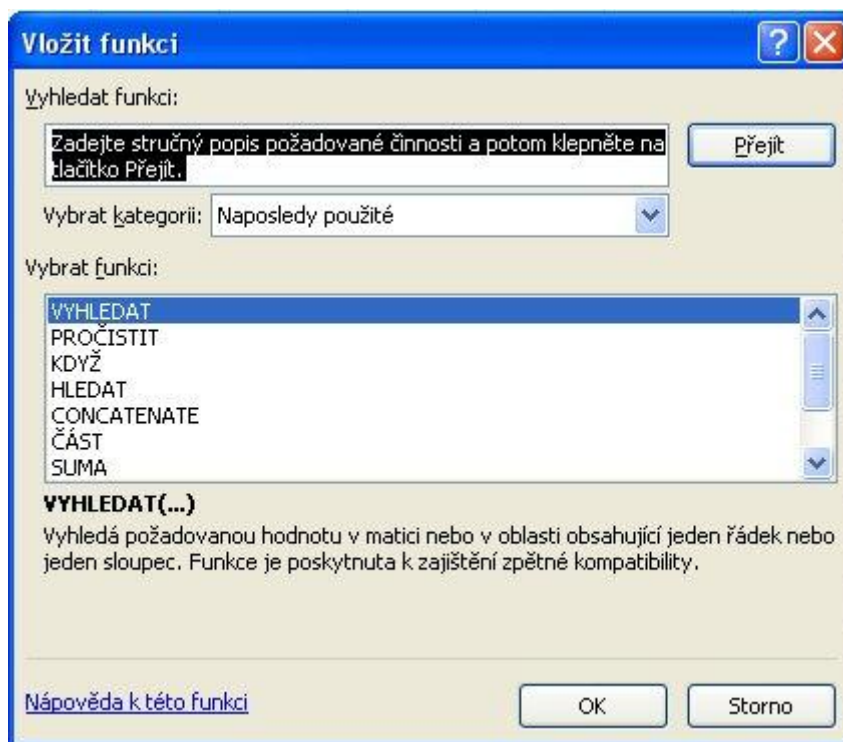 Vložit funkci
Vyhledat funkci:
Zadejte stručný popis požadované činnosti a potom klepněte na
tlačítko Přejít.
Přejít
Vybrat kategorii: Naposledy použité
Vybrat funkci:
VYHLEDAT
PROČISTIT
KDYŽ
HLEDAT
CONCATENATE
ČÁST
SUMA
VYHLEDAT(...)
Vyhledá požadovanou hodnotu v matici nebo v oblasti obsahující jeden řádek nebo
jeden sloupec. Funkce je poskytnuta k zajištění zpětné kompatibility.
Nápověda k této funkci
OK
Storno